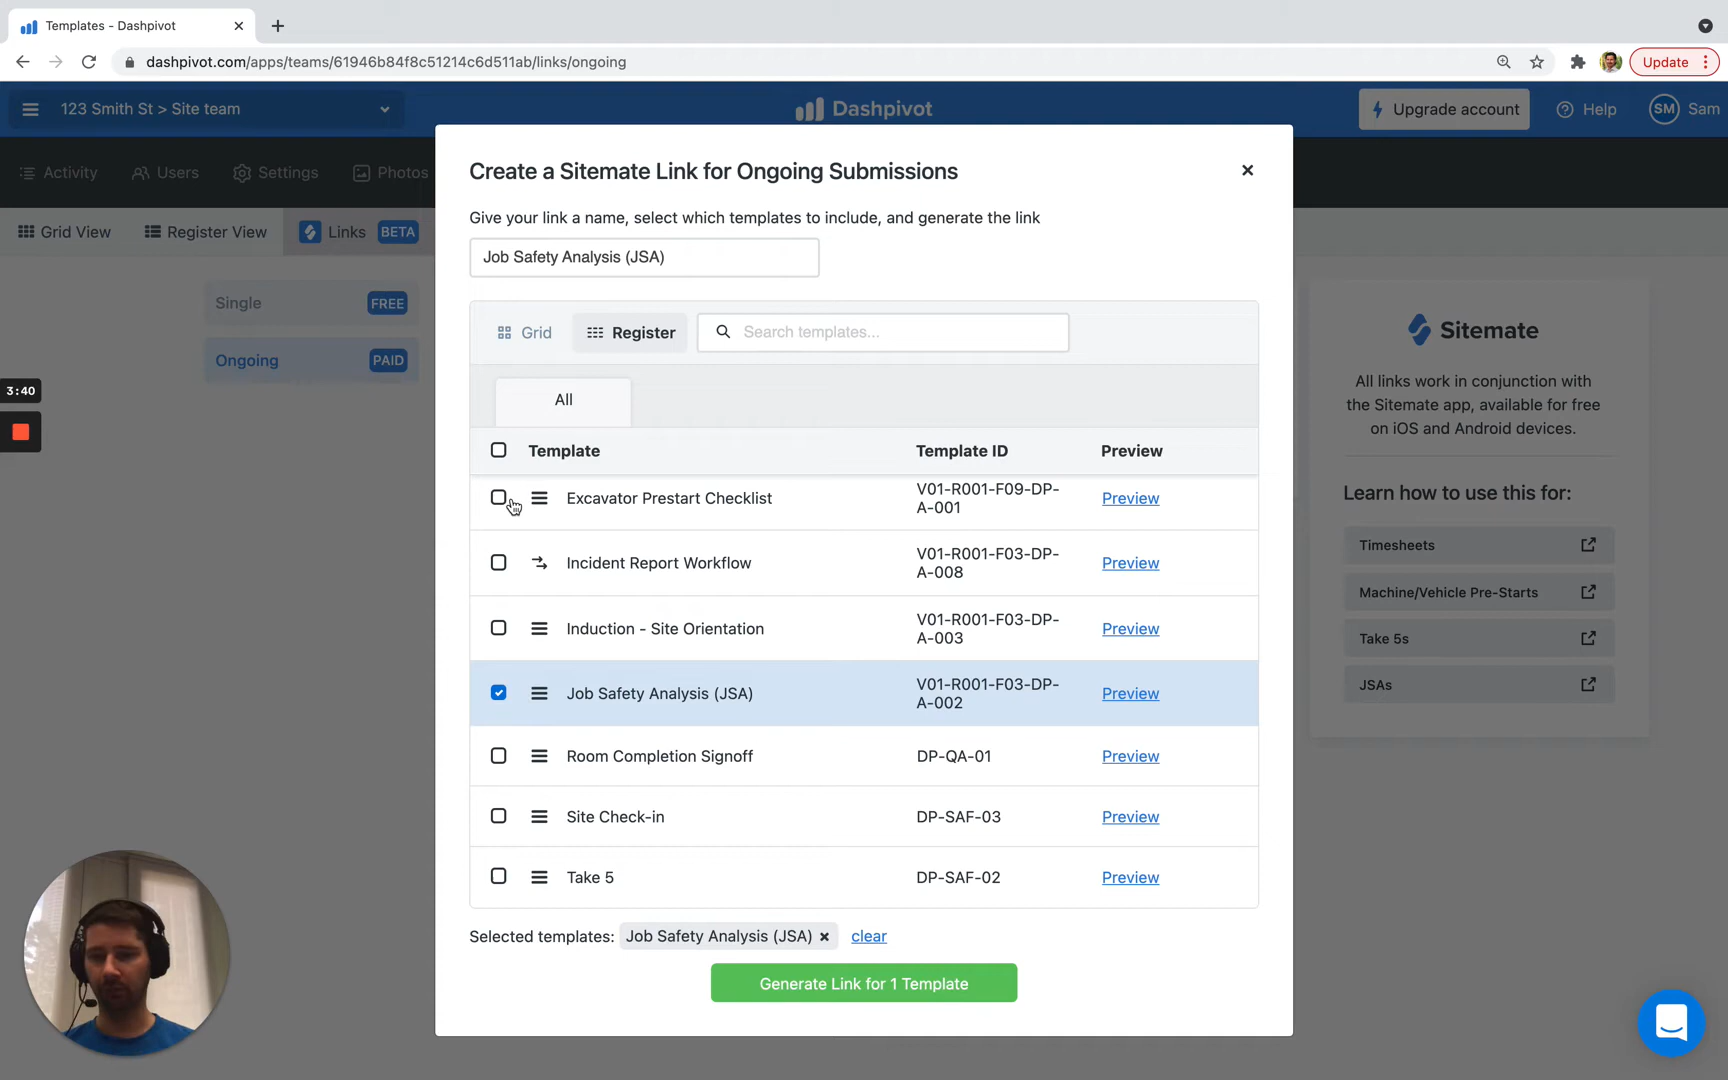 Templates - Dashpivot
dashpivot.com/apps/teams/61946b84f8c51214c6d511ab/links/ongoing
Update
123 Smith St > Site team
Dashpivot
Upgrade account
Help
SM
Sam
Activity
Users
Settings
Photos
Grid View
Register View
Links
BETA
Single
FREE
Ongoing
PAID
3:40
Create a Sitemate Link for Ongoing Submissions
Give your link a name, select which templates to include, and generate the link
Job Safety Analysis (JSA)
Grid
Register
Search templates...
All
Template
Template ID
Preview
Excavator Prestart Checklist
V01-R001-F09-DP-
A-001
Preview
Incident Report Workflow
V01-R001-F03-DP-
A-008
Preview
Induction - Site Orientation
V01-R001-F03-DP-
A-003
Preview
Job Safety Analysis (JSA)
V01-R001-F03-DP-
A-002
Preview
Room Completion Signoff
DP-QA-01
Preview
Site Check-in
DP-SAF-03
Preview
Take 5
DP-SAF-02
Preview
Selected templates:
Job Safety Analysis (JSA)
clear
Generate Link for 1 Template
Sitemate
All links work in conjunction with
the Sitemate app, available for free
on iOS and Android devices.
Learn how to use this for:
Timesheets
Machine/Vehicle Pre-Starts
Take 5s
JSAs